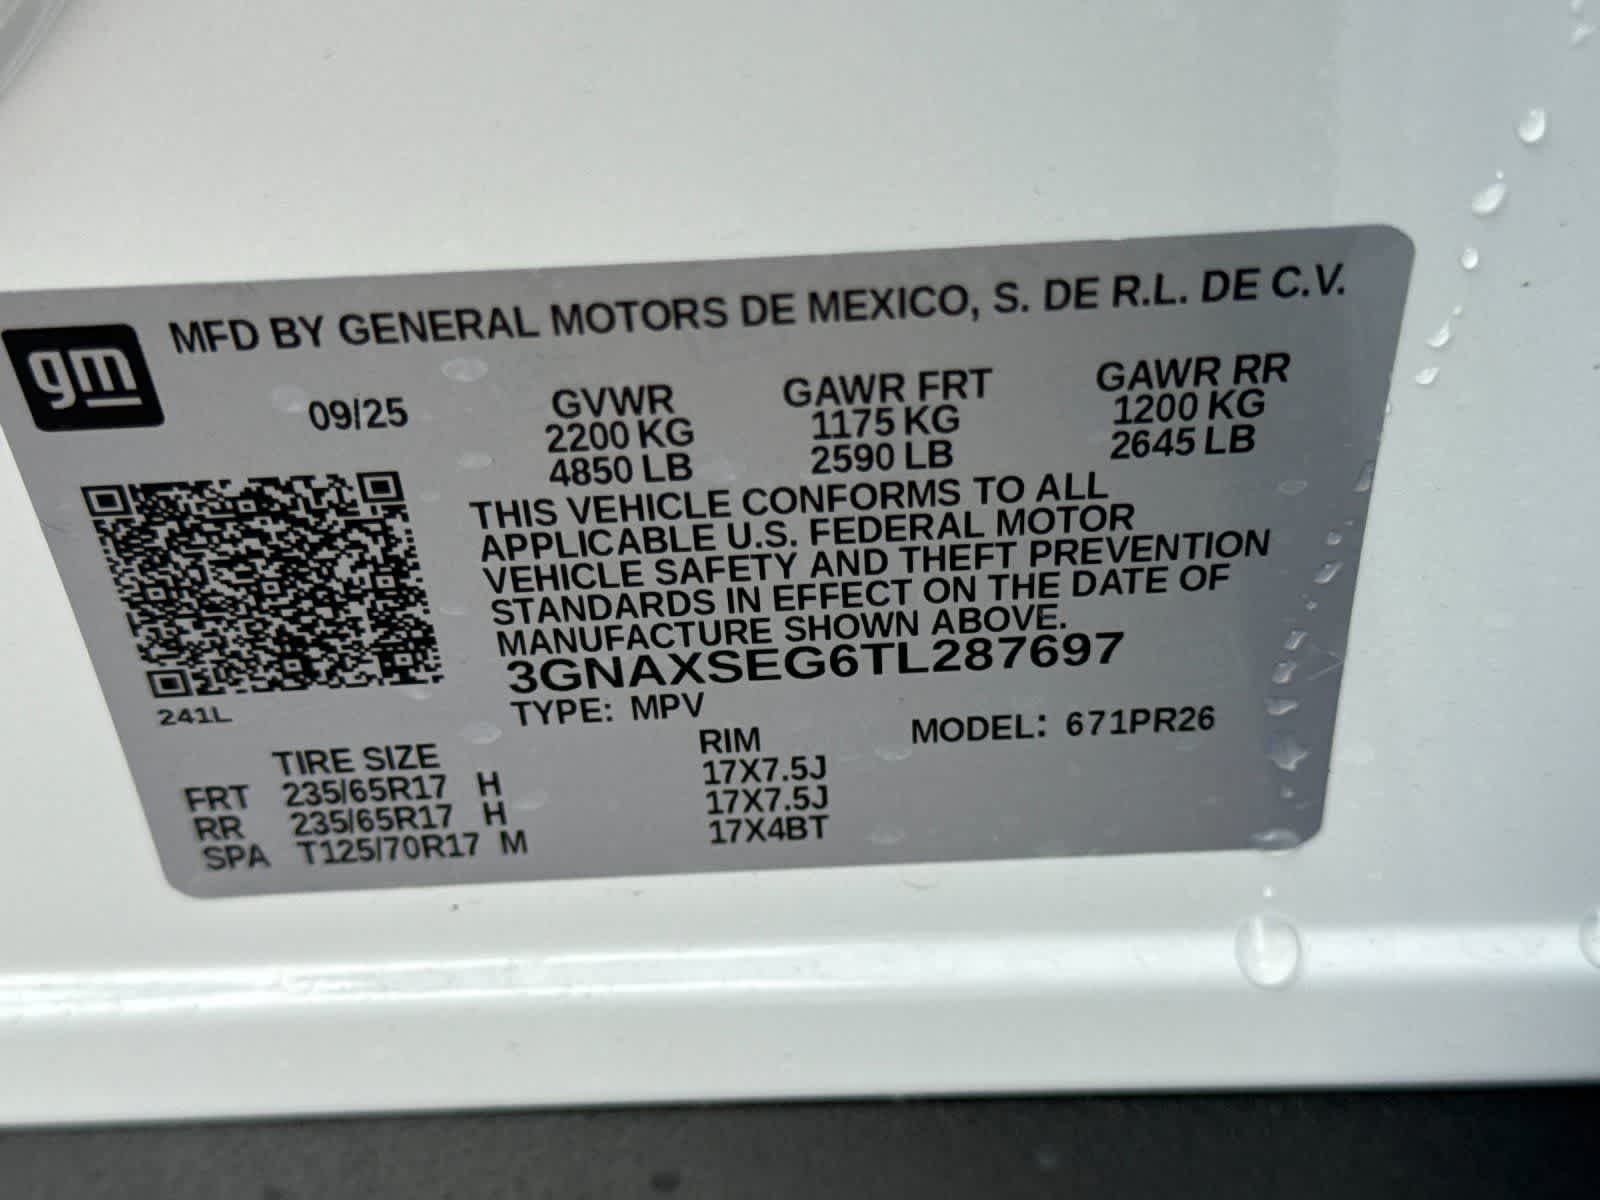 MFD BY GENERAL MOTORS DE MEXICO, S. DE R.L. DE C.V.
gm
09/25
GVWR GAWR FRT GAWR RR
2200 KG 1175 KG 1200 KG
4850 LB 2590 LB 2645 LB
THIS VEHICLE CONFORMS TO ALL
APPLICABLE U.S. FEDERAL MOTOR
VEHICLE SAFETY AND THEFT PREVENTION
STANDARDS IN EFFECT ON THE DATE OF
MANUFACTURE SHOWN ABOVE.
3GNAXSEG6TL287697
241L
TYPE: MPV
MODEL: 671PR26
TIRE SIZE RIM
FRT 235/65R17 H 17X7.5J
RR 235/65R17 H 17X7.5J
SPA T125/70R17 M 17X4BT